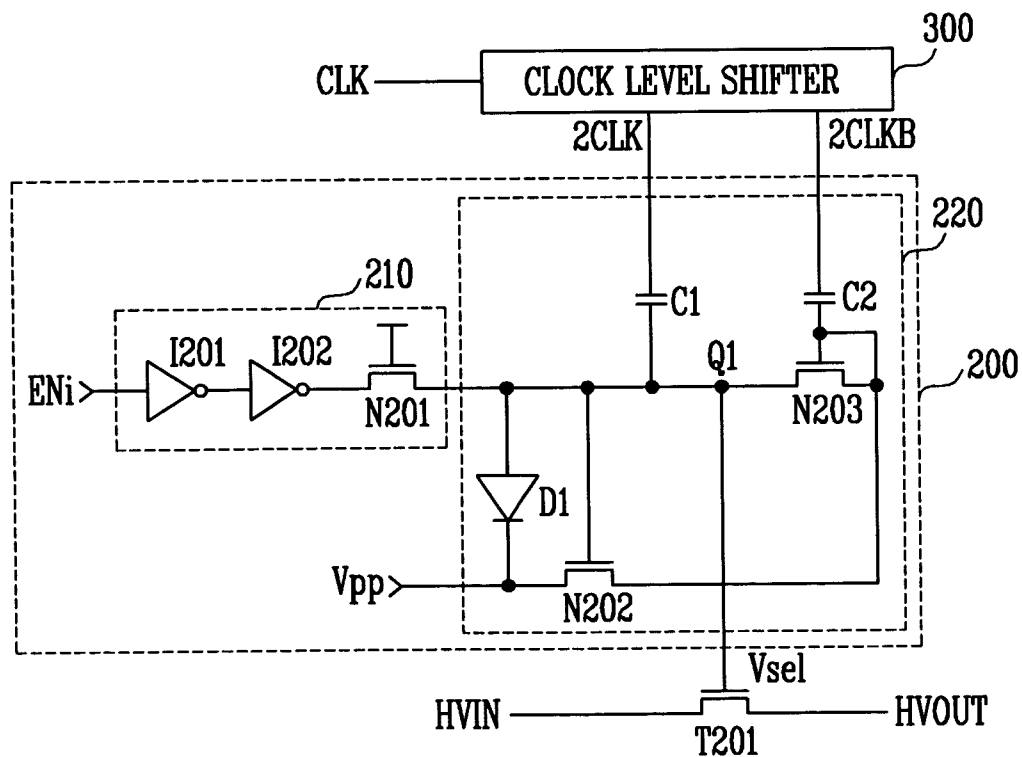 300
CLK
CLOCK LEVEL SHIFTER
2CLK
2CLKB
220
210
C1
C2
I201
I202
Q1
200
ENi
N201
N203
D1
Vpp
N202
Vsel
HVIN
HVOUT
T201